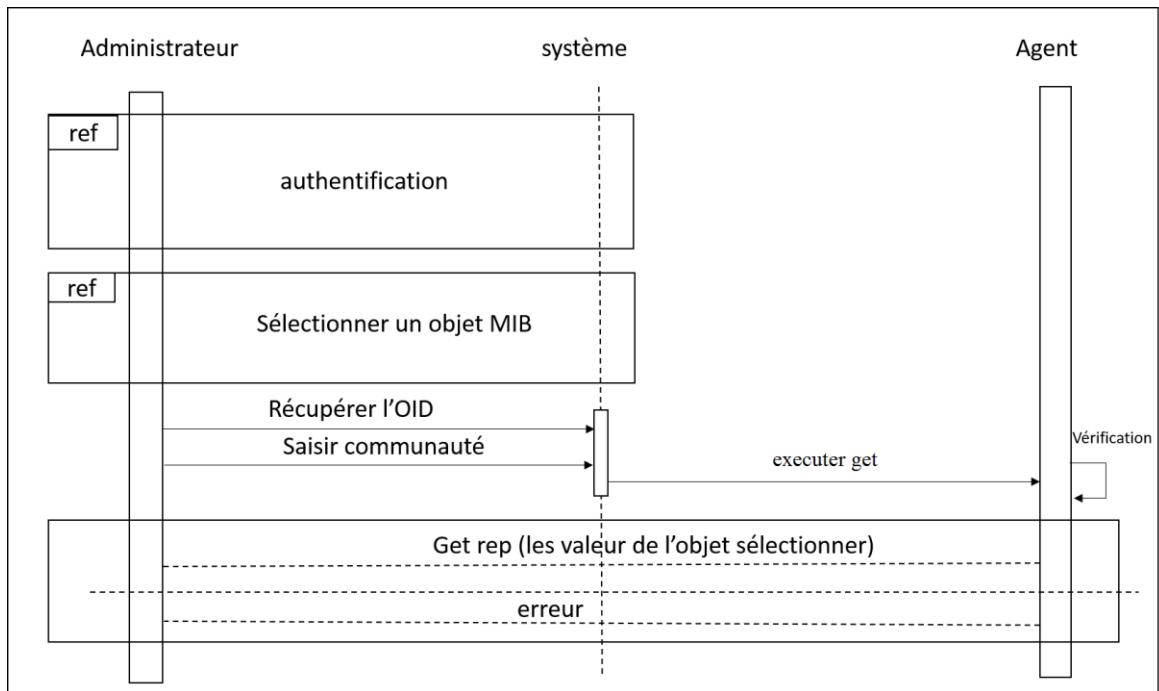 Administrateur
système
Agent
ref
authentification
ref
Sélectionner un objet MIB
Récupérer l’OID
Saisir communauté
Vérification
executer get
Get rep (les valeur de l’objet sélectionner)
erreur